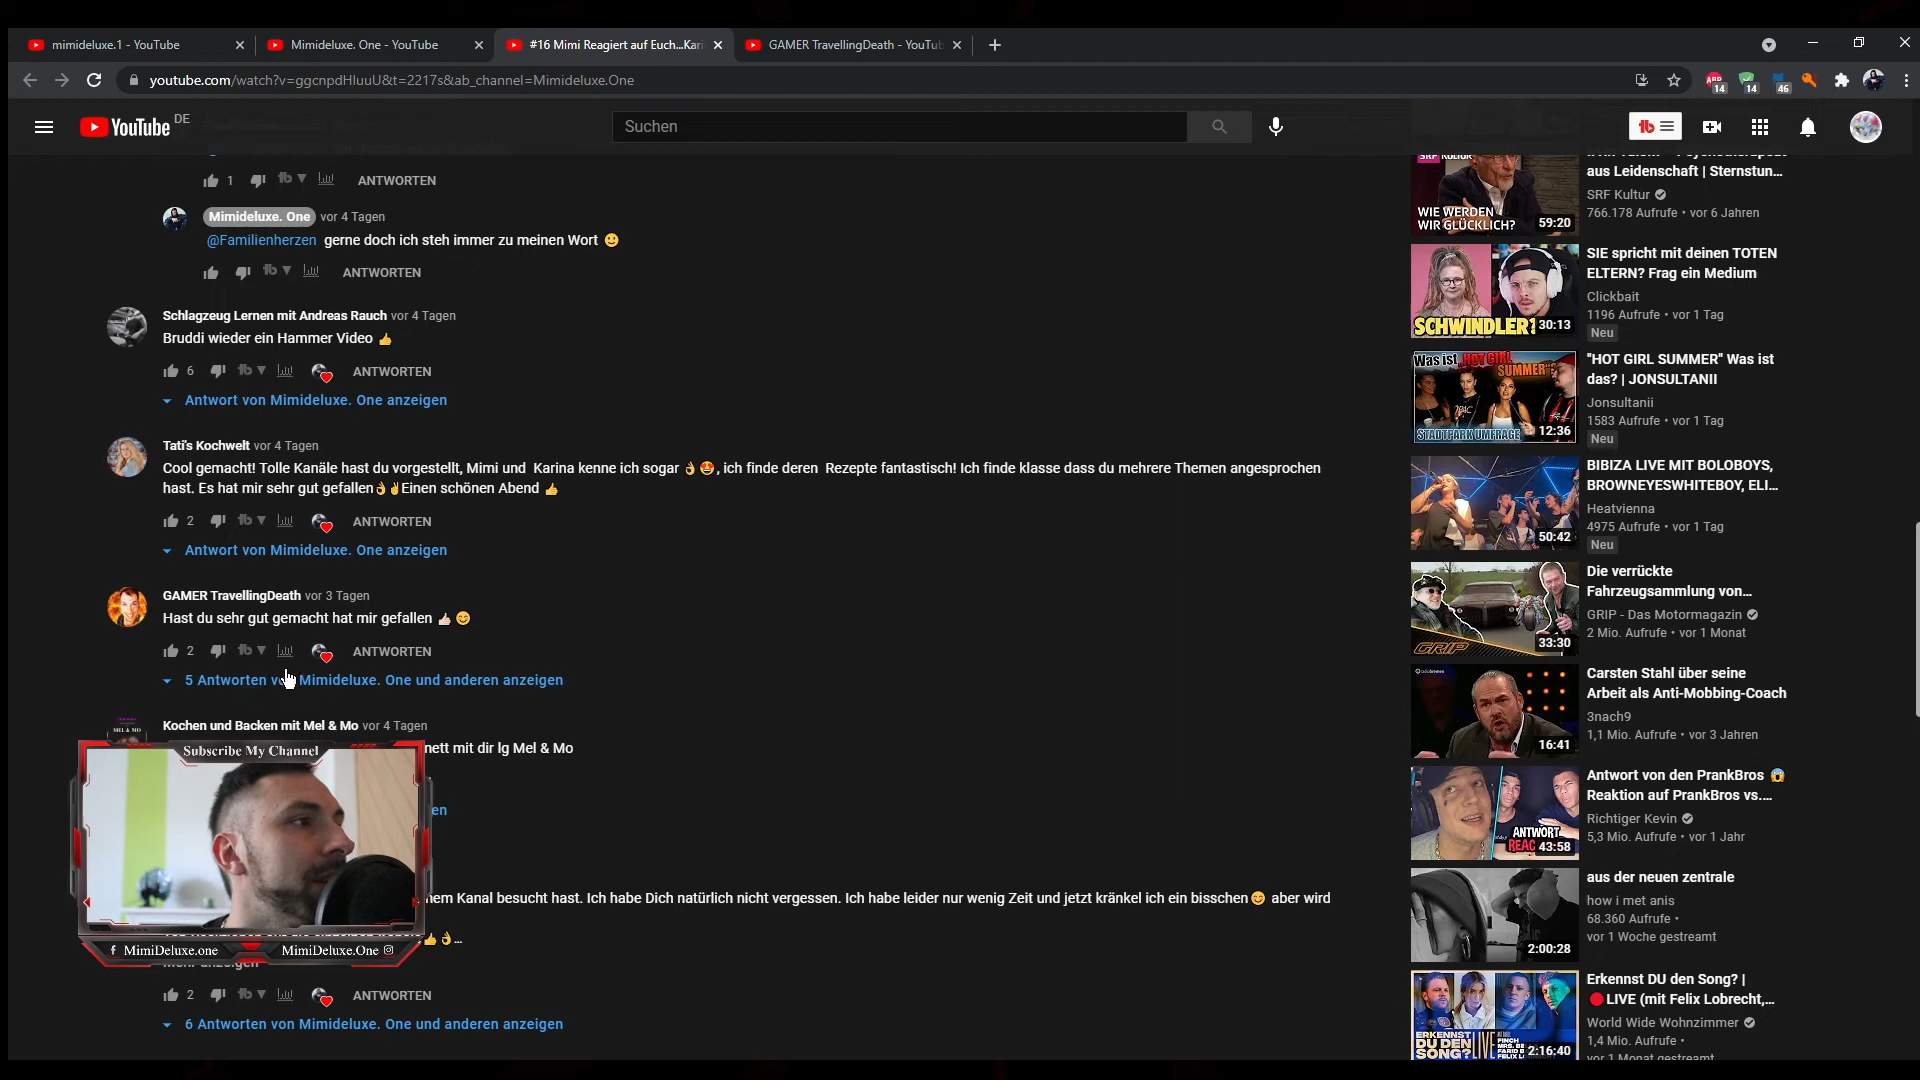 mimideluxe.1 - YouTube
Mimideluxe. One - YouTube
#16 Mimi Reagiert auf Euch...Kari
GAMER TravellingDeath - YouTub
youtube.com/watch?v=ggcnpdHluuU&t=2217s&ab_channel=Mimideluxe.One
14
14
46
YouTube DE
Suchen
1 ANTWORTEN
Mimideluxe. One vor 4 Tagen
@Familienherzen gerne doch ich steh immer zu meinen Wort 🙂
ANTWORTEN
Schlagzeug Lernen mit Andreas Rauch vor 4 Tagen
Bruddi wieder ein Hammer Video 👍
6 ANTWORTEN
Antwort von Mimideluxe. One anzeigen
Tati's Kochwelt vor 4 Tagen
Cool gemacht! Tolle Kanäle hast du vorgestellt, Mimi und Karina kenne ich sogar 👌🤩, ich finde deren Rezepte fantastisch! Ich finde klasse dass du mehrere Themen angesprochen
hast. Es hat mir sehr gut gefallen👌✌Einen schönen Abend 👍
2 ANTWORTEN
Antwort von Mimideluxe. One anzeigen
GAMER TravellingDeath vor 3 Tagen
Hast du sehr gut gemacht hat mir gefallen 👍🏻 😊
2 ANTWORTEN
5 Antworten von Mimideluxe. One und anderen anzeigen
Kochen und Backen mit Mel & Mo vor 4 Tagen
MEL & MO
nett mit dir lg Mel & Mo
Subscribe My Channel
en
Kanal besucht hast. Ich habe Dich natürlich nicht vergessen. Ich habe leider nur wenig Zeit und jetzt kränkel ich ein bisschen😊 aber wird
👍👌...
MimiDeluxe.one
MimiDeluxe.One
Mehr anzeigen
2 ANTWORTEN
6 Antworten von Mimideluxe. One und anderen anzeigen
SRF KULTUR
WIE WERDEN
WIR GLÜCKLICH?
59:20
aus Leidenschaft | Sternstun...
SRF Kultur
766.178 Aufrufe • vor 6 Jahren
SCHWINDLER?
30:13
SIE spricht mit deinen TOTEN
ELTERN? Frag ein Medium
Clickbait
1196 Aufrufe • vor 1 Tag
Neu
Was ist HOT GIRL
SUMMER
STADTPARK UMFRAGE
12:36
"HOT GIRL SUMMER" Was ist
das? | JONSULTANII
Jonsultanii
1583 Aufrufe • vor 1 Tag
Neu
50:42
BIBIZA LIVE MIT BOLOBOYS,
BROWNEYESWHITEBOY, ELI...
Heatvienna
4975 Aufrufe • vor 1 Tag
Neu
GRIP
33:30
Die verrückte
Fahrzeugsammlung von...
GRIP - Das Motormagazin
2 Mio. Aufrufe • vor 1 Monat
16:41
Carsten Stahl über seine
Arbeit als Anti-Mobbing-Coach
3nach9
1,1 Mio. Aufrufe • vor 3 Jahren
ANTWORT
43:58
Antwort von den PrankBros 😱
Reaktion auf PrankBros vs....
Richtiger Kevin
5,3 Mio. Aufrufe • vor 1 Jahr
2:00:28
aus der neuen zentrale
how i met anis
68.360 Aufrufe •
vor 1 Woche gestreamt
ERKENNST
DU DEN
SONG?
LIVE
2:16:40
Erkennst DU den Song? |
🔴LIVE (mit Felix Lobrecht,...
World Wide Wohnzimmer
1,4 Mio. Aufrufe •
vor 1 Monat gestreamt